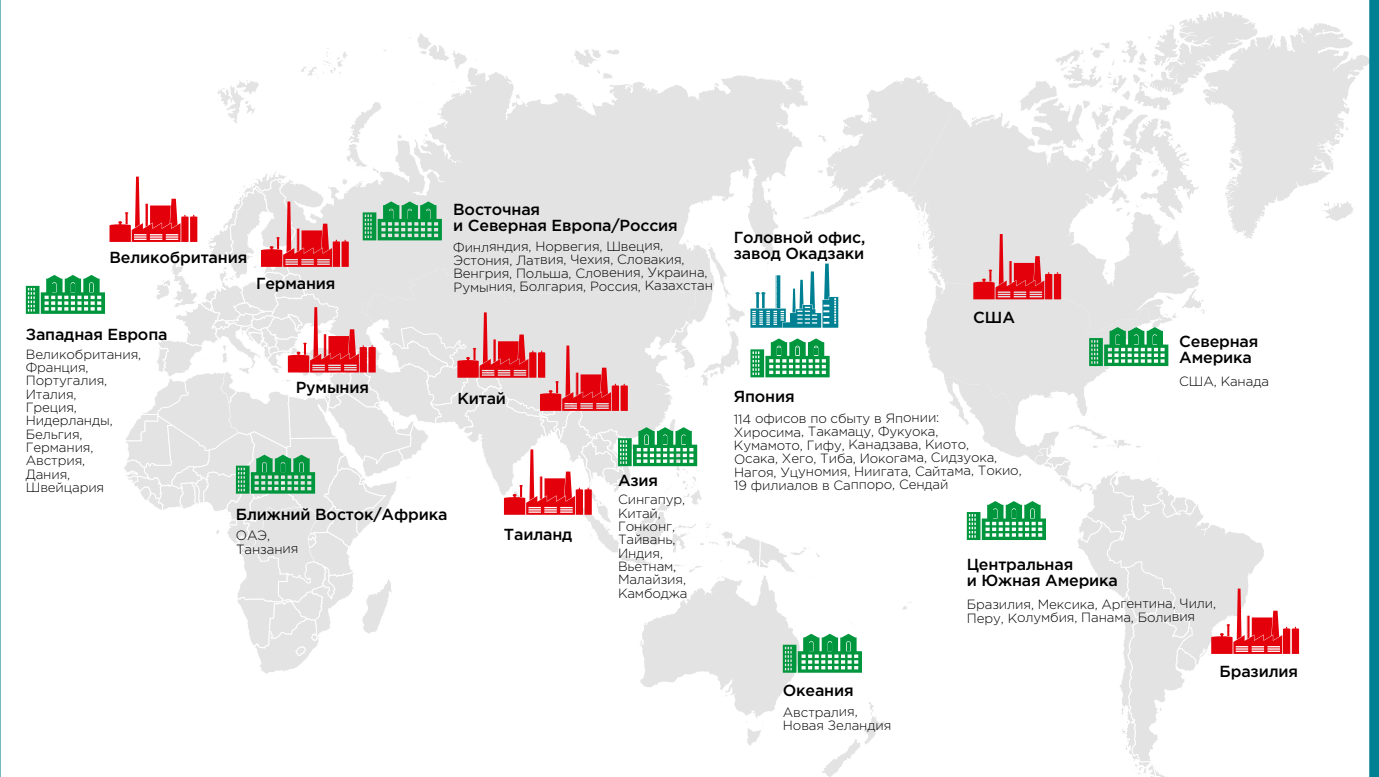 Великобритания
Германия
Восточная
и Северная Европа/Россия
Финляндия, Норвегия, Швеция,
Эстония, Латвия, Чехия, Словакия,
Венгрия, Польша, Словения, Украина,
Румыния, Болгария, Россия, Казахстан
Головной офис,
завод Окадзаки
США
Западная Европа
Великобритания,
Франция,
Португалия,
Италия,
Греция,
Нидерланды,
Бельгия,
Германия,
Австрия,
Дания,
Швейцария
Румыния
Китай
Северная
Америка
США, Канада
Япония
114 офисов по сбыту в Японии:
Хиросима, Такамацу, Фукуока,
Кумамото, Гифу, Канадзава, Киото,
Осака, Хего, Тиба, Иокогама, Сидзуока,
Нагоя, Уцуномия, Ниигата, Сайтама, Токио,
19 филиалов в Саппоро, Сендай
Ближний Восток/Африка
ОАЭ,
Танзания
Таиланд
Азия
Сингапур,
Китай,
Гонконг,
Тайвань,
Индия,
Вьетнам,
Малайзия,
Камбоджа
Центральная
и Южная Америка
Бразилия, Мексика, Аргентина, Чили,
Перу, Колумбия, Панама, Боливия
Бразилия
Океания
Австралия,
Новая Зеландия